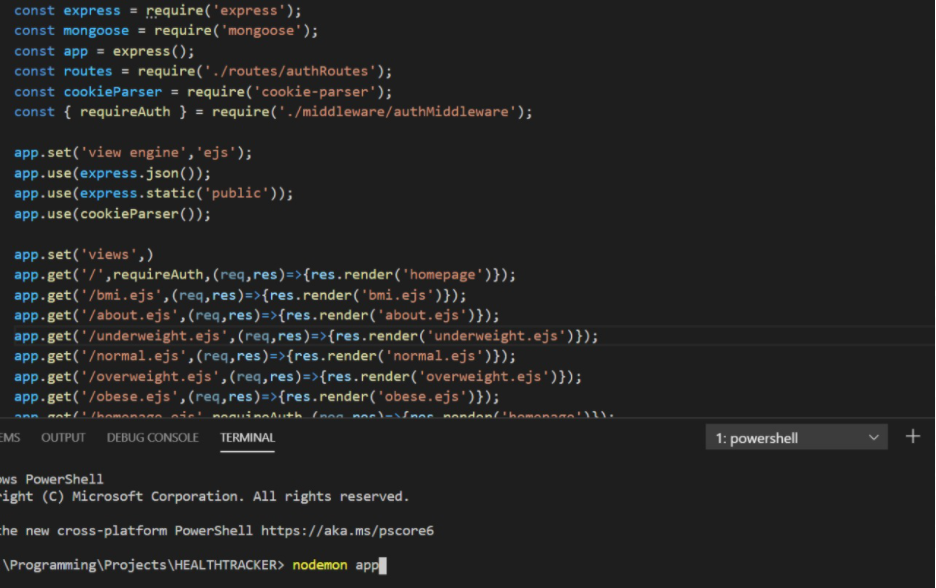 const express = require('express');
const mongoose = require('mongoose');
const app = express();
const routes = require('./routes/authRoutes');
const cookieParser = require('cookie-parser');
const { requireAuth } = require('./middleware/authMiddleware');
app.set('view engine','ejs');
app.use(express.json());
app.use(express.static('public'));
app.use(cookieParser());
app.set('views',)
app.get('/',requireAuth,(req,res)=>{res.render('homepage')});
app.get('/bmi.ejs',(req,res)=>{res.render('bmi.ejs')});
app.get('/about.ejs',(req,res)=>{res.render('about.ejs')});
app.get('/underweight.ejs',(req,res)=>{res.render('underweight.ejs')});
app.get('/normal.ejs',(req,res)=>{res.render('normal.ejs')});
app.get('/overweight.ejs',(req,res)=>{res.render('overweight.ejs')});
app.get('/obese.ejs',(req,res)=>{res.render('obese.ejs')});
app.get('/homepage.ejs',requireAuth,(req,res)=>{res.render('homepage')});
EMS OUTPUT DEBUG CONSOLE TERMINAL 1: powershell
ows PowerShell
right (C) Microsoft Corporation. All rights reserved.
the new cross-platform PowerShell https://aka.ms/pscore6
:\Programming\Projects\HEALTHTRACKER> nodemon app